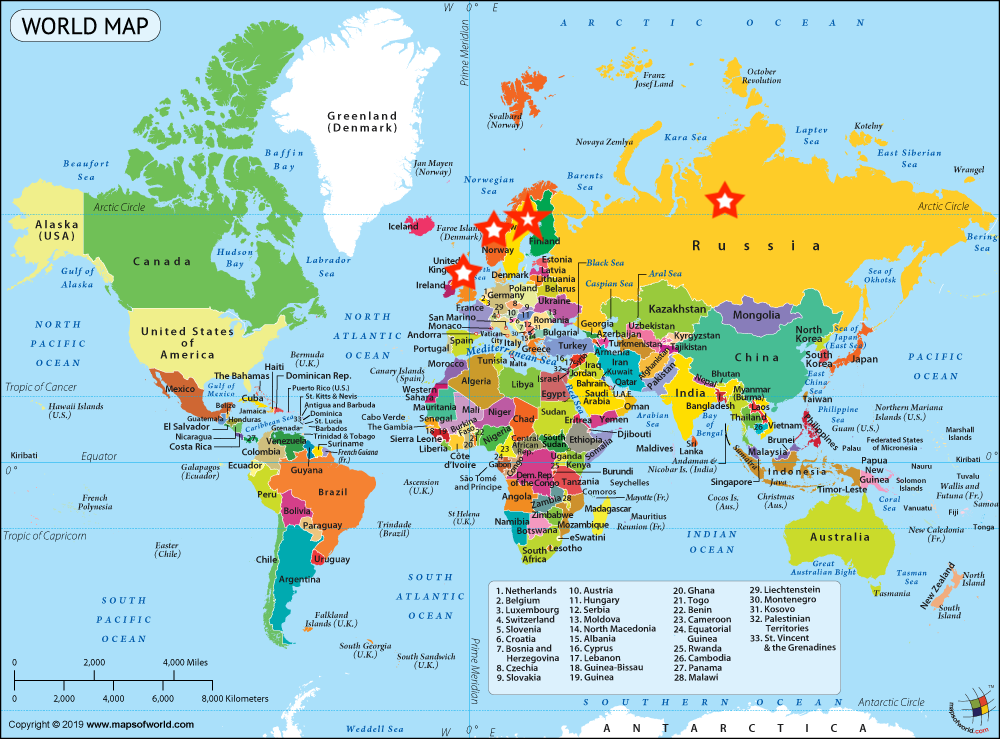 WORLD MAP
W 0° E
Prime Meridian
ARCTIC OCEAN
Greenland
(Denmark)
Svalbard
(Norway)
Franz
Josef Land
October
Revolution
Novaya Zemlya
Kara Sea
Laptev
Sea
Kotelny
East Siberian
Sea
Wrangel
Beaufort
Sea
Baffin
Bay
Jan Mayen
(Norway)
Norwegian
Sea
Barents
Sea
Arctic Circle
Arctic Circle
Alaska
(USA)
Canada
Hudson
Bay
Labrador
Sea
Gulf of
Alaska
Iceland
(Denmark)
Norway
Finland
Russia
Bering
Sea
Sea of
Okhotsk
United
Ireland
Denmark
Estonia
Latvia
Lithuania
Belarus
Poland
Germany
Ukraine
France
San Marino
Monaco
Andorra
Portugal
Spain
Vatican
City
Italy
Romania
Bulgaria
Greece
Malta
Mediterranean Sea
Black Sea
Caspian Sea
Aral Sea
Georgia
Azerbaijan
Armenia
Turkey
Kazakhstan
Uzbekistan
Turkmenistan
Kyrgyzstan
Tajikistan
Mongolia
China
North
Korea
South
Korea
Sea of
Japan
(East Sea)
Japan
NORTH
PACIFIC
OCEAN
United States
of America
NORTH
ATLANTIC
OCEAN
PACIFIC
OCEAN
Tropic of Cancer
Tropic of Cancer
Hawaii Islands
(U.S.)
Mexico
Gulf of
Mexico
Bermuda
(U.K.)
The Bahamas
Haiti
Dominican Rep.
Cuba
Jamaica
Puerto Rico (U.S.)
St. Kitts & Nevis
Antigua and Barbuda
Dominica
St. Lucia
Barbados
Grenada
Trinidad & Tobago
Caribbean Sea
Belize
Guatemala
Honduras
El Salvador
Nicaragua
Costa Rica
27
33
Venezuela
Suriname
French Guiana
(Fr.)
Colombia
Guyana
Ecuador
Galapagos
(Ecuador)
Equator
0°
0°
Kiribati
Canary Islands
(Spain)
Morocco
Tunisia
Algeria
Libya
Egypt
Israel
Jordan
Iraq
Iran
Kuwait
Bahrain
Qatar
Saudi
Arabia
UAE
Oman
Yemen
Red Sea
Afghanistan
Pakistan
Nepal
Bhutan
India
Bangladesh
Myanmar
(Burma)
Laos
Thailand
Vietnam
Taiwan
East
China
Sea
Philippine
Sea
Philippines
Northern Mariana
Islands (U.S.)
Guam (U.S.)
Palau
Federated States
of Micronesia
Marshall
Islands
Western
Sahara
Mauritania
Cabo Verde
Senegal
The Gambia
Sierra Leone
Liberia
Côte
d'Ivoire
Mali
Burkina
Faso
Niger
Nigeria
Chad
Sudan
Eritrea
Djibouti
Ethiopia
Somalia
South
Sudan
Central
African
Rep.
Gabon
Congo
Dem. Rep.
of the Congo
Uganda
Kenya
Burundi
Tanzania
Seychelles
Comoros
Mayotte (Fr.)
São Tomé
and Príncipe
Angola
Zambia
Zimbabwe
Namibia
Botswana
Mozambique
Madagascar
Mauritius
Reunion (Fr.)
eSwatini
Lesotho
South
Africa
Arabian
Sea
Bay
of
Bengal
Sri
Lanka
Maldives
Andaman &
Nicobar Is. (India)
Brunei
Malaysia
Singapore
Sumatra
Java
Indonesia
Timor-Leste
Papua
New
Guinea
Nauru
Kiribati
Solomon
Islands
Tuvalu
Wallis and
Futuna (Fr.)
Samoa
Vanuatu
Fiji
Tonga
Coral
Sea
New Caledonia
(Fr.)
Cocos Is.
(Aus.)
Christmas
(Aus.)
INDIAN
OCEAN
Australia
Great
Australian Bight
Tasmania
Tasman
Sea
New Zealand
North
Island
South
Island
French
Polynesia
Tropic of Capricorn
Easter
(Chile)
Peru
Brazil
Bolivia
Paraguay
Uruguay
Chile
Argentina
Trindade
(Brazil)
Ascension
(U.K.)
St Helena
(U.K.)
SOUTH
PACIFIC
OCEAN
SOUTH
ATLANTIC
OCEAN
Falkland
Islands (U.K.)
South Georgia
(U.K.)
South Sandwich
(U.K.)
1. Netherlands
2. Belgium
3. Luxembourg
4. Switzerland
5. Slovenia
6. Croatia
7. Bosnia and
Herzegovina
8. Czechia
9. Slovakia
10. Austria
11. Hungary
12. Serbia
13. Moldova
14. North Macedonia
15. Albania
16. Cyprus
17. Lebanon
18. Guinea-Bissau
19. Guinea
20. Ghana
21. Togo
22. Benin
23. Cameroon
24. Equatorial
Guinea
25. Rwanda
26. Cambodia
27. Panama
28. Malawi
29. Liechtenstein
30. Montenegro
31. Kosovo
32. Palestinian
Territories
33. St. Vincent
& the Grenadines
0 2,000 4,000 Miles
0 2,000 4,000 6,000 8,000 Kilometers
Copyright © 2019 www.mapsofworld.com
Weddell Sea
Prime Meridian
W 0° E
SOUTHERN OCEAN
Antarctic Circle
ANTARCTICA
mapsofworld
.com